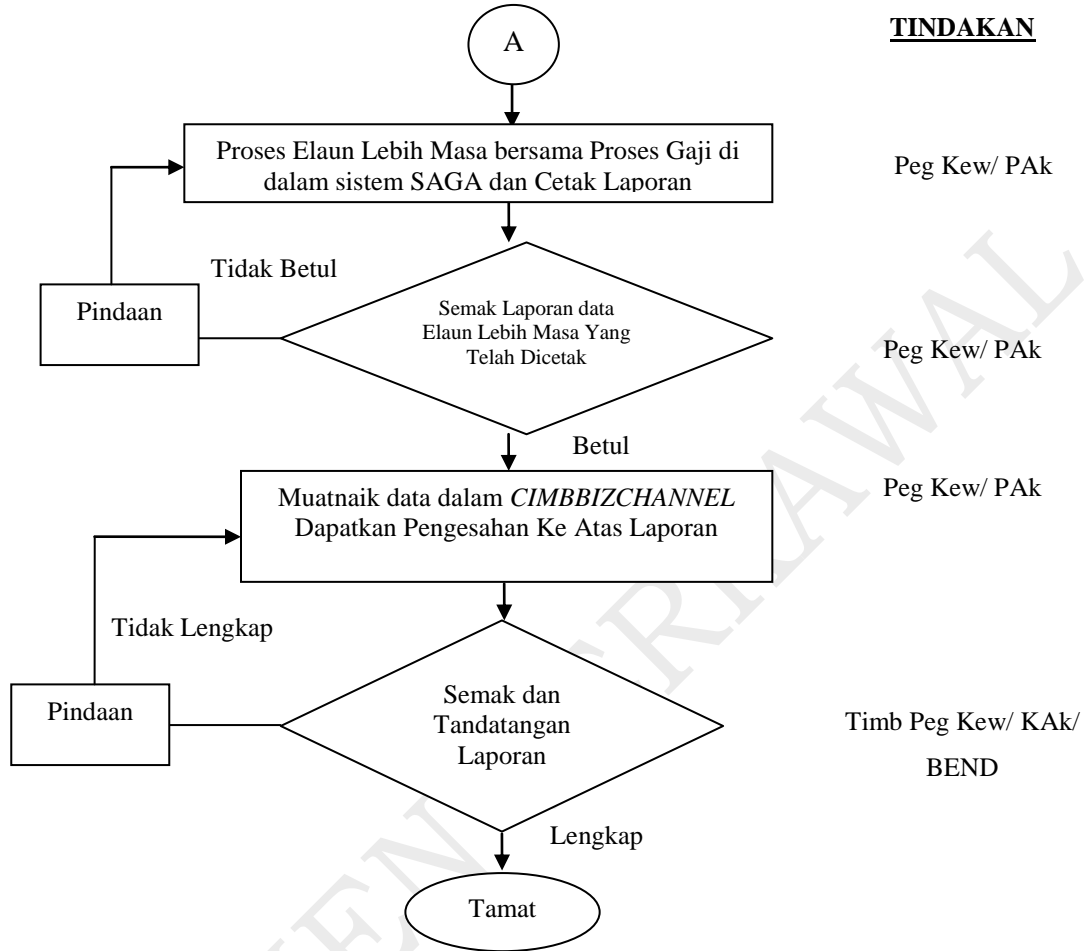 A
TINDAKAN
Proses Elaun Lebih Masa bersama Proses Gaji di
dalam sistem SAGA dan Cetak Laporan
Peg Kew/ PAk
Tidak Betul
Pindaan
Semak Laporan data
Elaun Lebih Masa Yang
Telah Dicetak
Peg Kew/ PAk
Betul
Muatnaik data dalam CIMBBIZCHANNEL
Dapatkan Pengesahan Ke Atas Laporan
Peg Kew/ PAk
Tidak Lengkap
Pindaan
Semak dan
Tandatangan
Laporan
Timb Peg Kew/ KAk/
BEND
Lengkap
Tamat